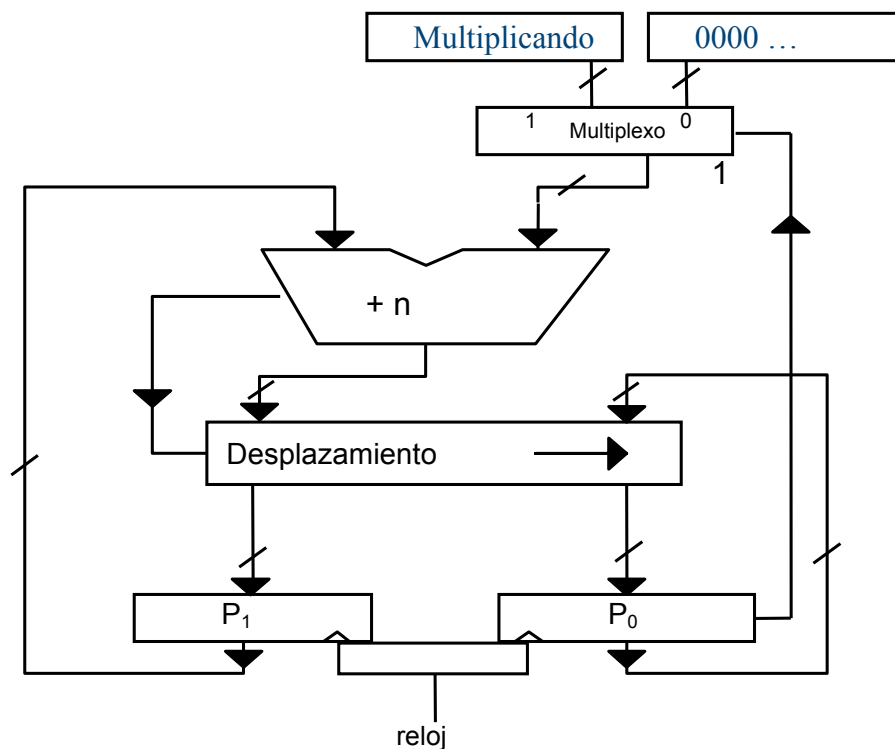 Multiplicando
0000 …
1 Multiplexo 0
1
+ n
Desplazamiento
P₁
P₀
reloj